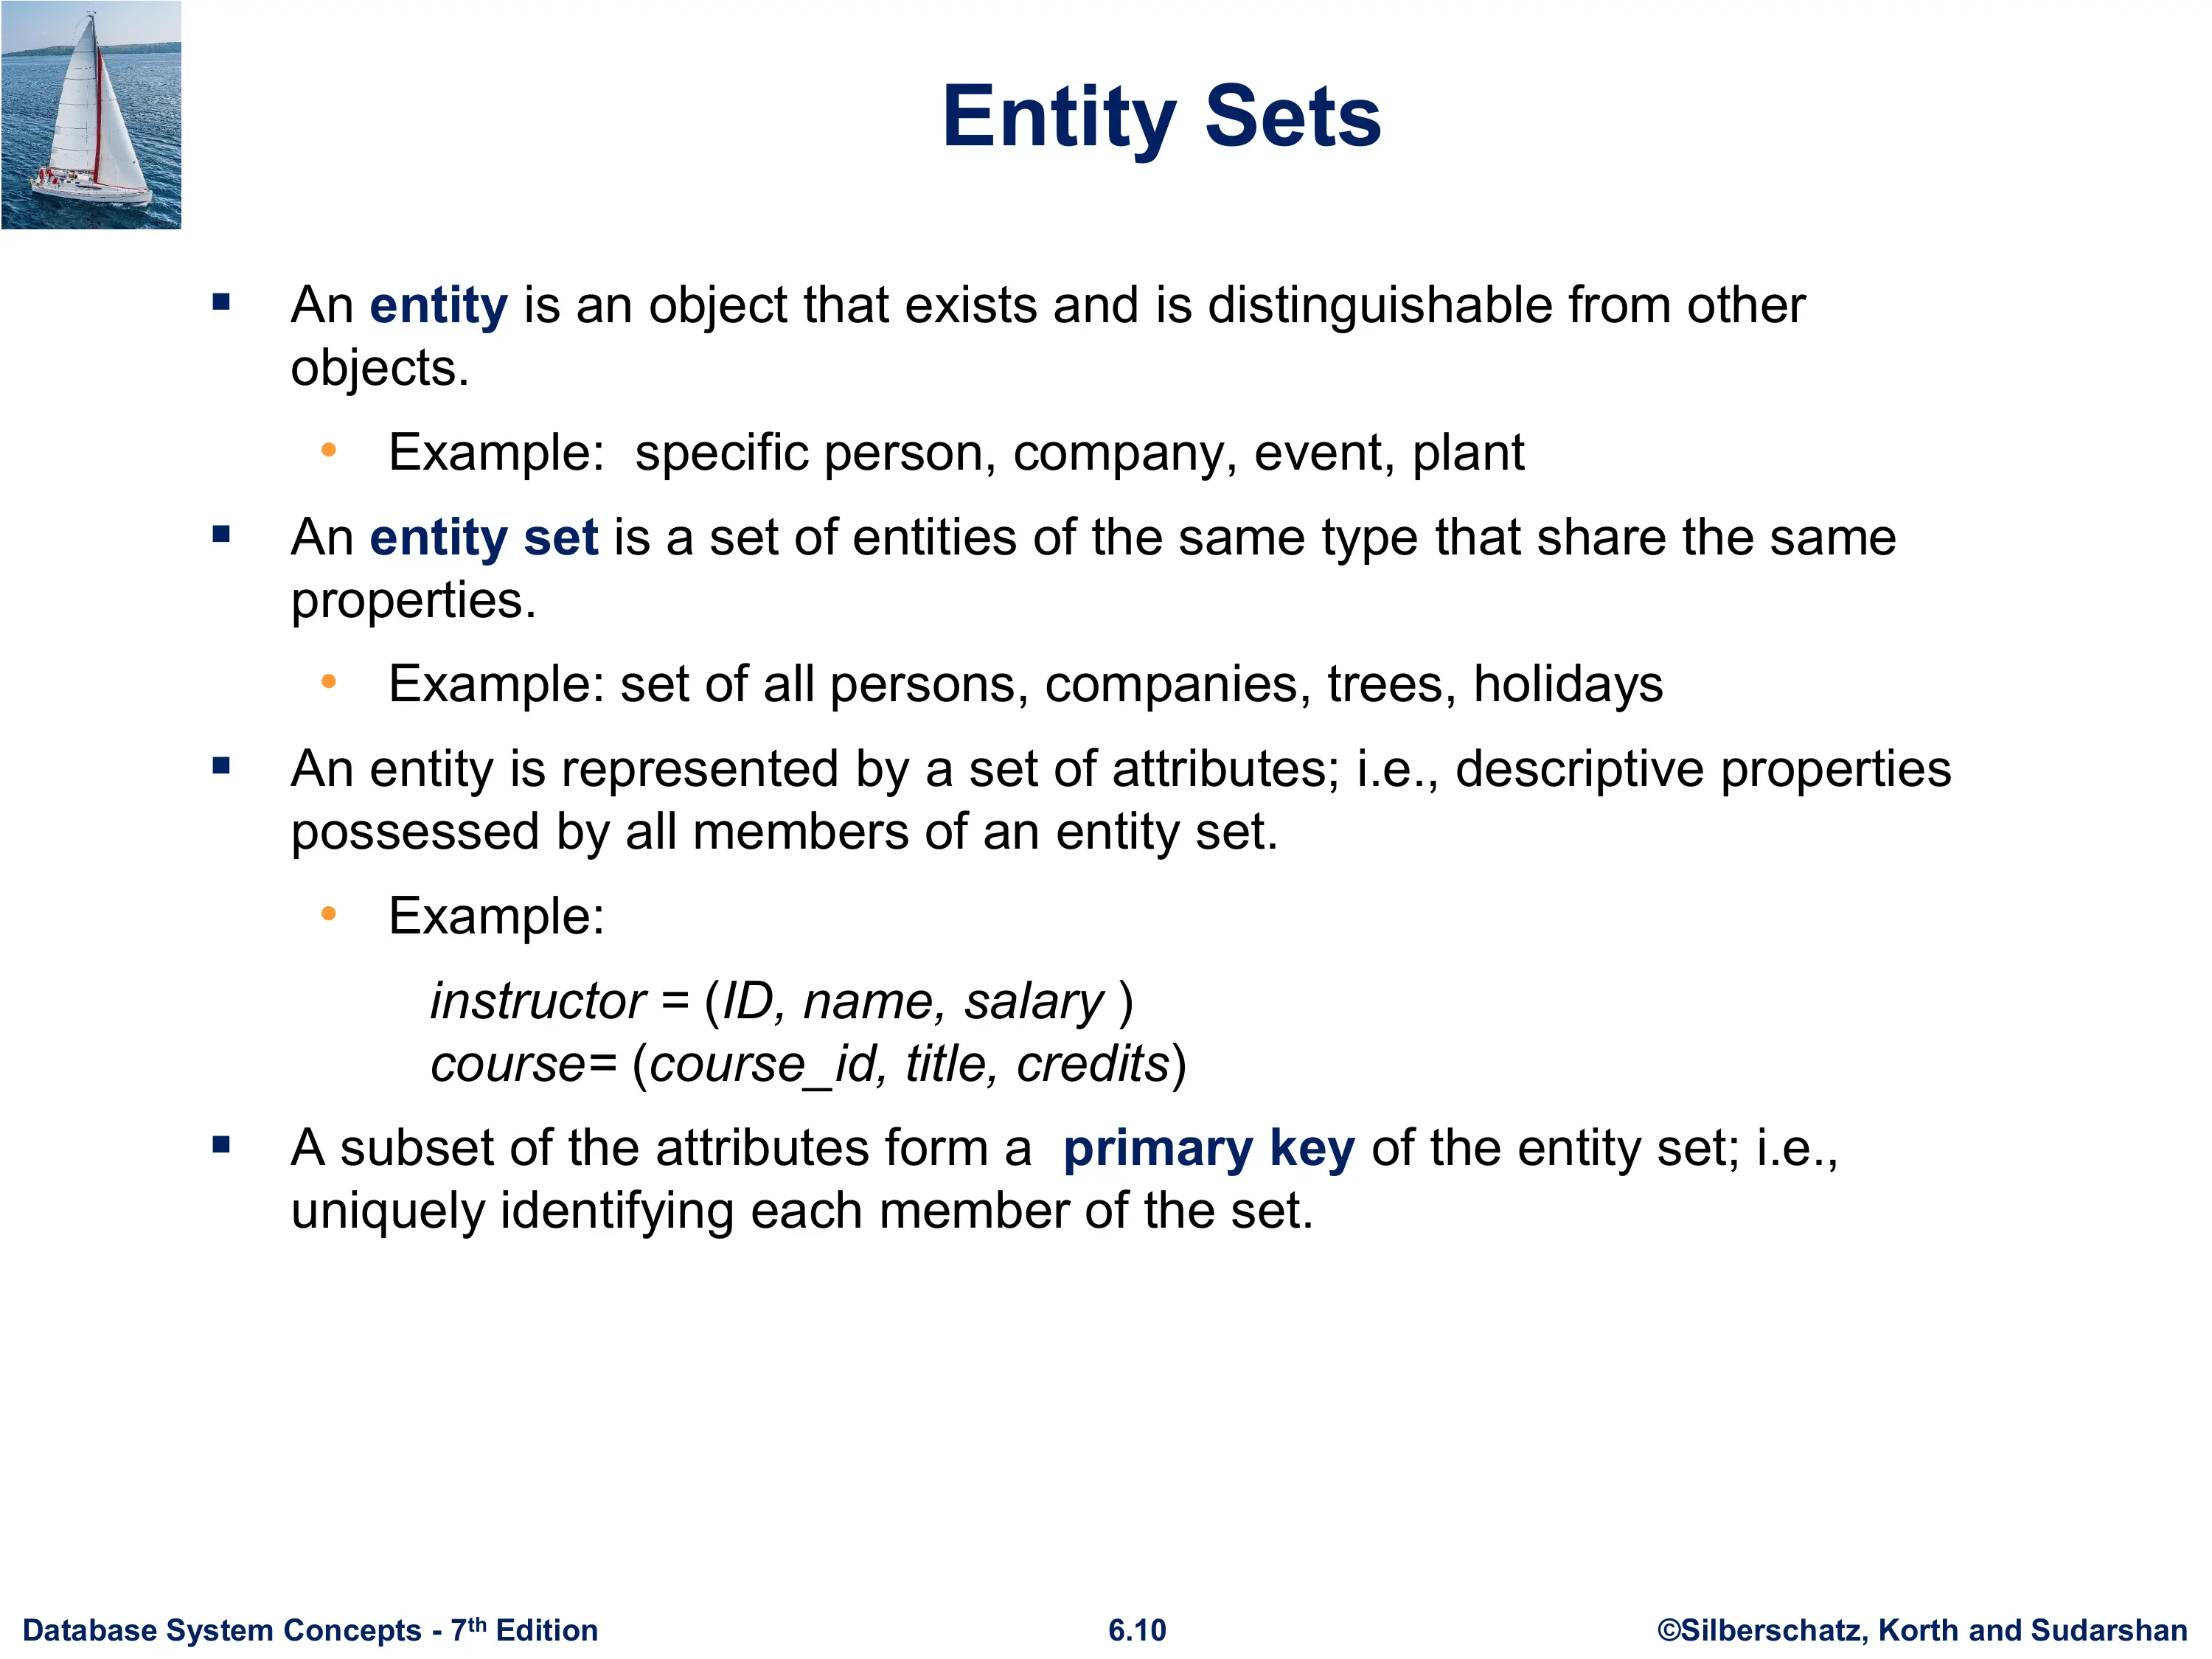 Entity Sets
▪ An entity is an object that exists and is distinguishable from other
objects.
• Example:  specific person, company, event, plant
▪ An entity set is a set of entities of the same type that share the same
properties.
• Example: set of all persons, companies, trees, holidays
▪ An entity is represented by a set of attributes; i.e., descriptive properties
possessed by all members of an entity set.
• Example:
instructor = (ID, name, salary )
course= (course_id, title, credits)
▪ A subset of the attributes form a  primary key of the entity set; i.e.,
uniquely identifying each member of the set.
Database System Concepts - 7th Edition
6.10
©Silberschatz, Korth and Sudarshan